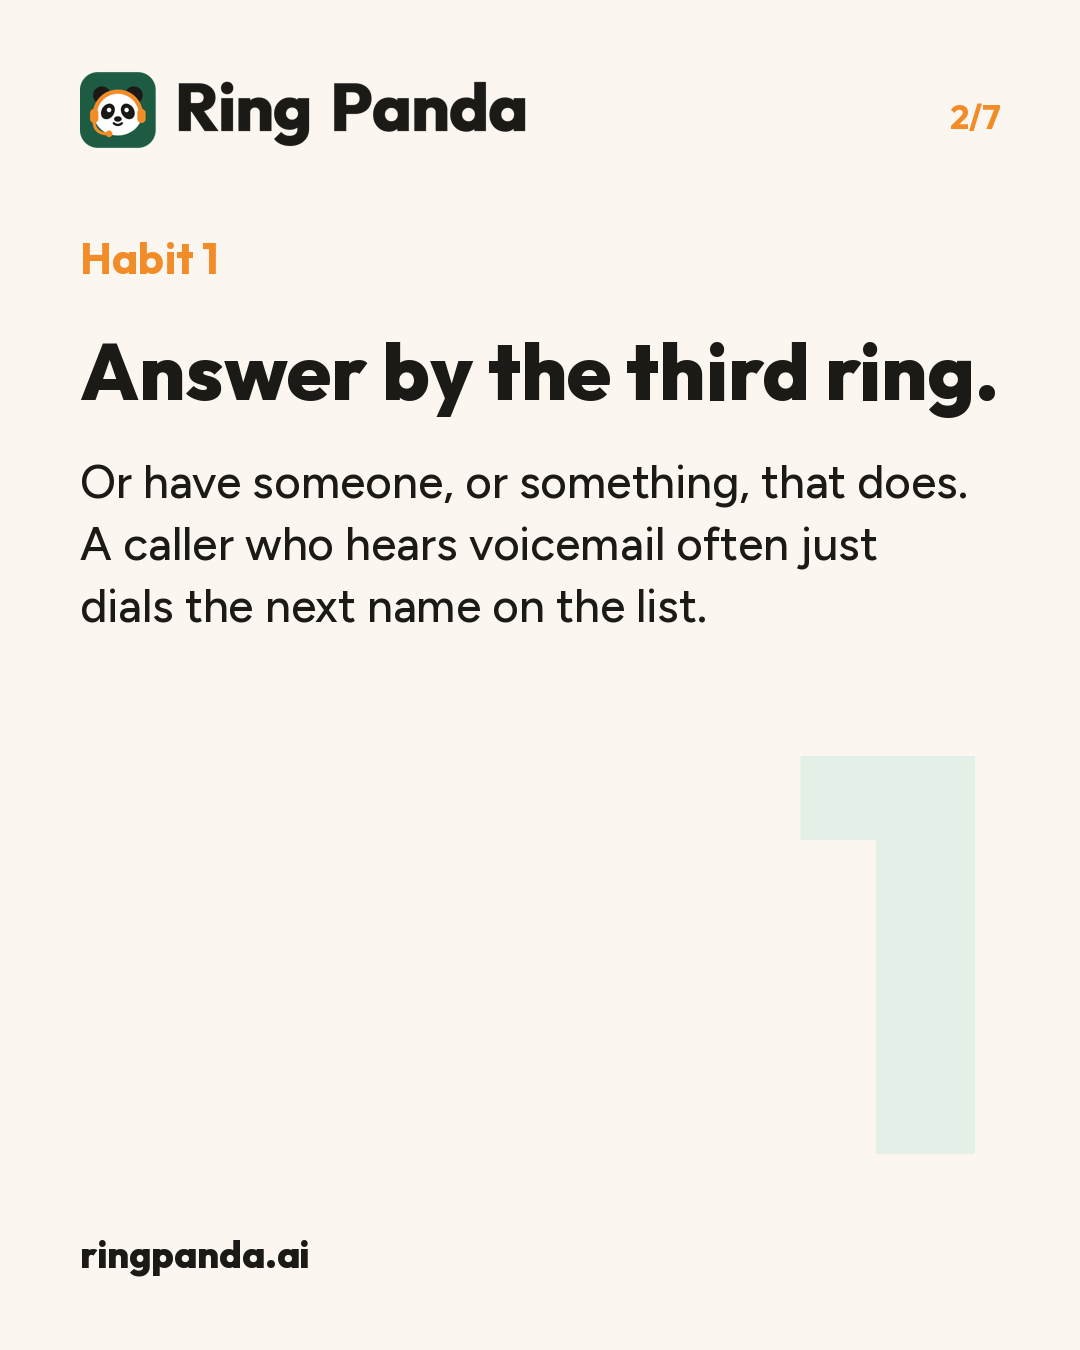 Ring Panda
2/7
Habit 1
Answer by the third ring.
Or have someone, or something, that does.
A caller who hears voicemail often just
dials the next name on the list.
1
ringpanda.ai